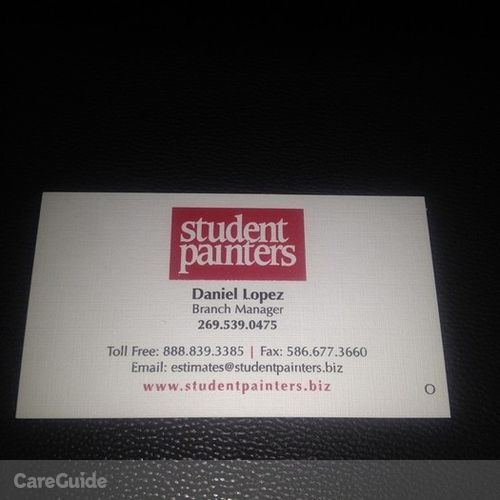 student
painters
Daniel Lopez
Branch Manager
269.539.0475
Toll Free: 888.839.3385 | Fax: 586.677.3660
Email: estimates@studentpainters.biz
www.studentpainters.biz
O
CareGuide